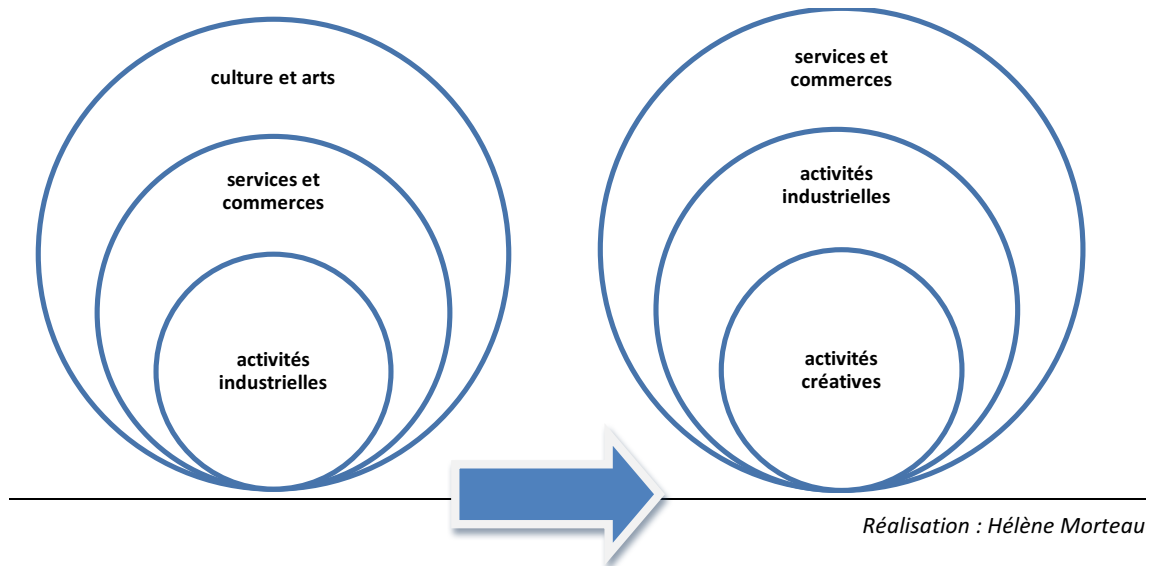 culture et arts
services et
commerces
activités
industrielles
services et
commerces
activités
industrielles
activités
créatives
Réalisation : Hélène Morteau